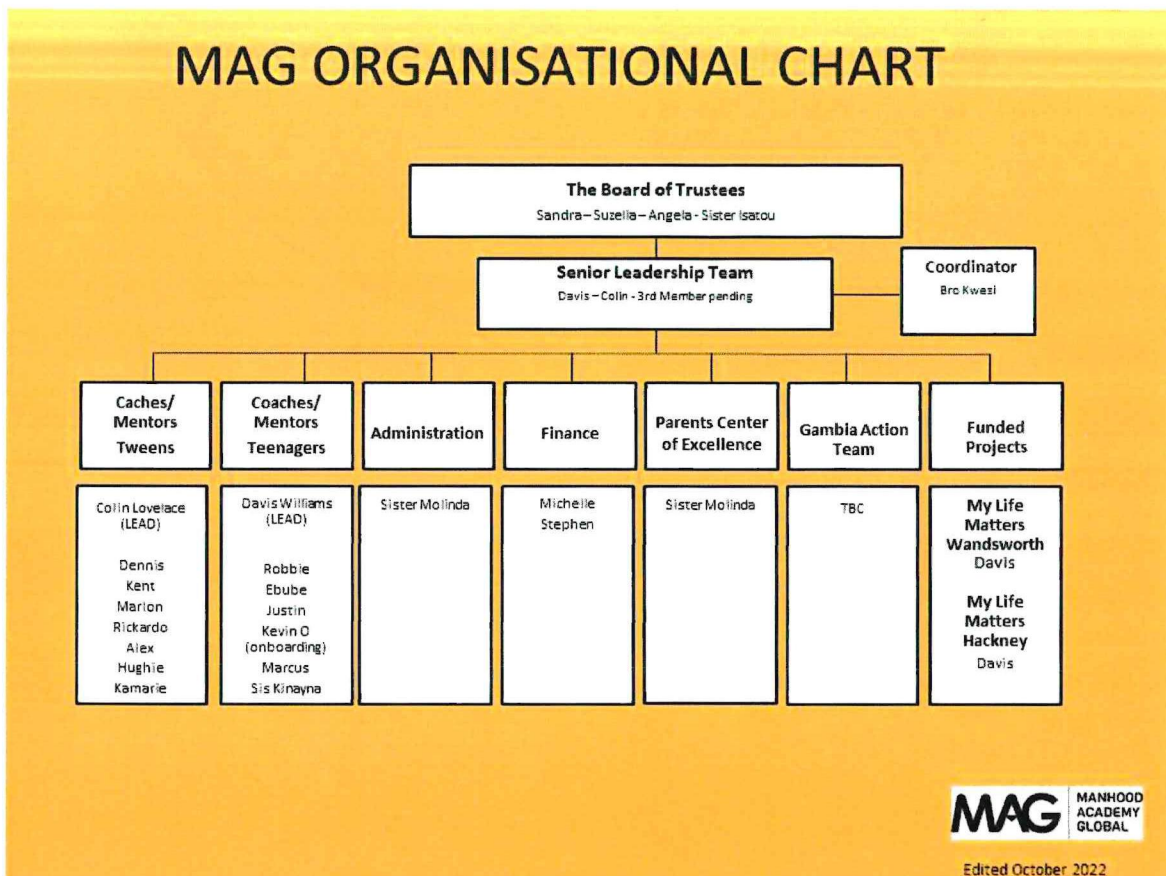 MAG ORGANISATIONAL CHART
The Board of Trustees
Sandra – Suzella – Angela - Sister Isatou
Senior Leadership Team
Davis – Colin - 3rd Member pending
Coordinator
Bro Kwesi
Caches/
Mentors
Tweens
Coaches/
Mentors
Teenagers
Administration
Finance
Parents Center
of Excellence
Gambia Action
Team
Funded
Projects
Colin Lovelace
(LEAD)
Dennis
Kent
Marlon
Rickardo
Alex
Hughie
Kamarie
Davis Williams
(LEAD)
Robbie
Ebube
Justin
Kevin O
(onboarding)
Marcus
Sis Kinayna
Sister Molinda
Michelle
Stephen
Sister Molinda
TBC
My Life
Matters
Wandsworth
Davis
My Life
Matters
Hackney
Davis
MAG
MANHOOD
ACADEMY
GLOBAL
Edited October 2022